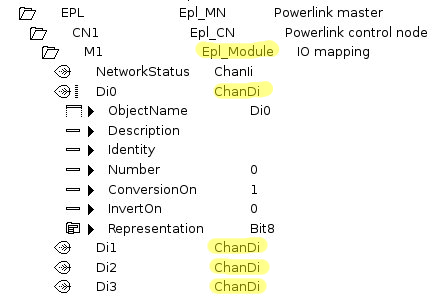 EPL Epl_MN Powerlink master
CN1 Epl_CN Powerlink control node
M1 Epl_Module IO mapping
NetworkStatus ChanIi
Di0 ChanDi
ObjectName Di0
Description
Identity
Number 0
ConversionOn 1
InvertOn 0
Representation Bit8
Di1 ChanDi
Di2 ChanDi
Di3 ChanDi